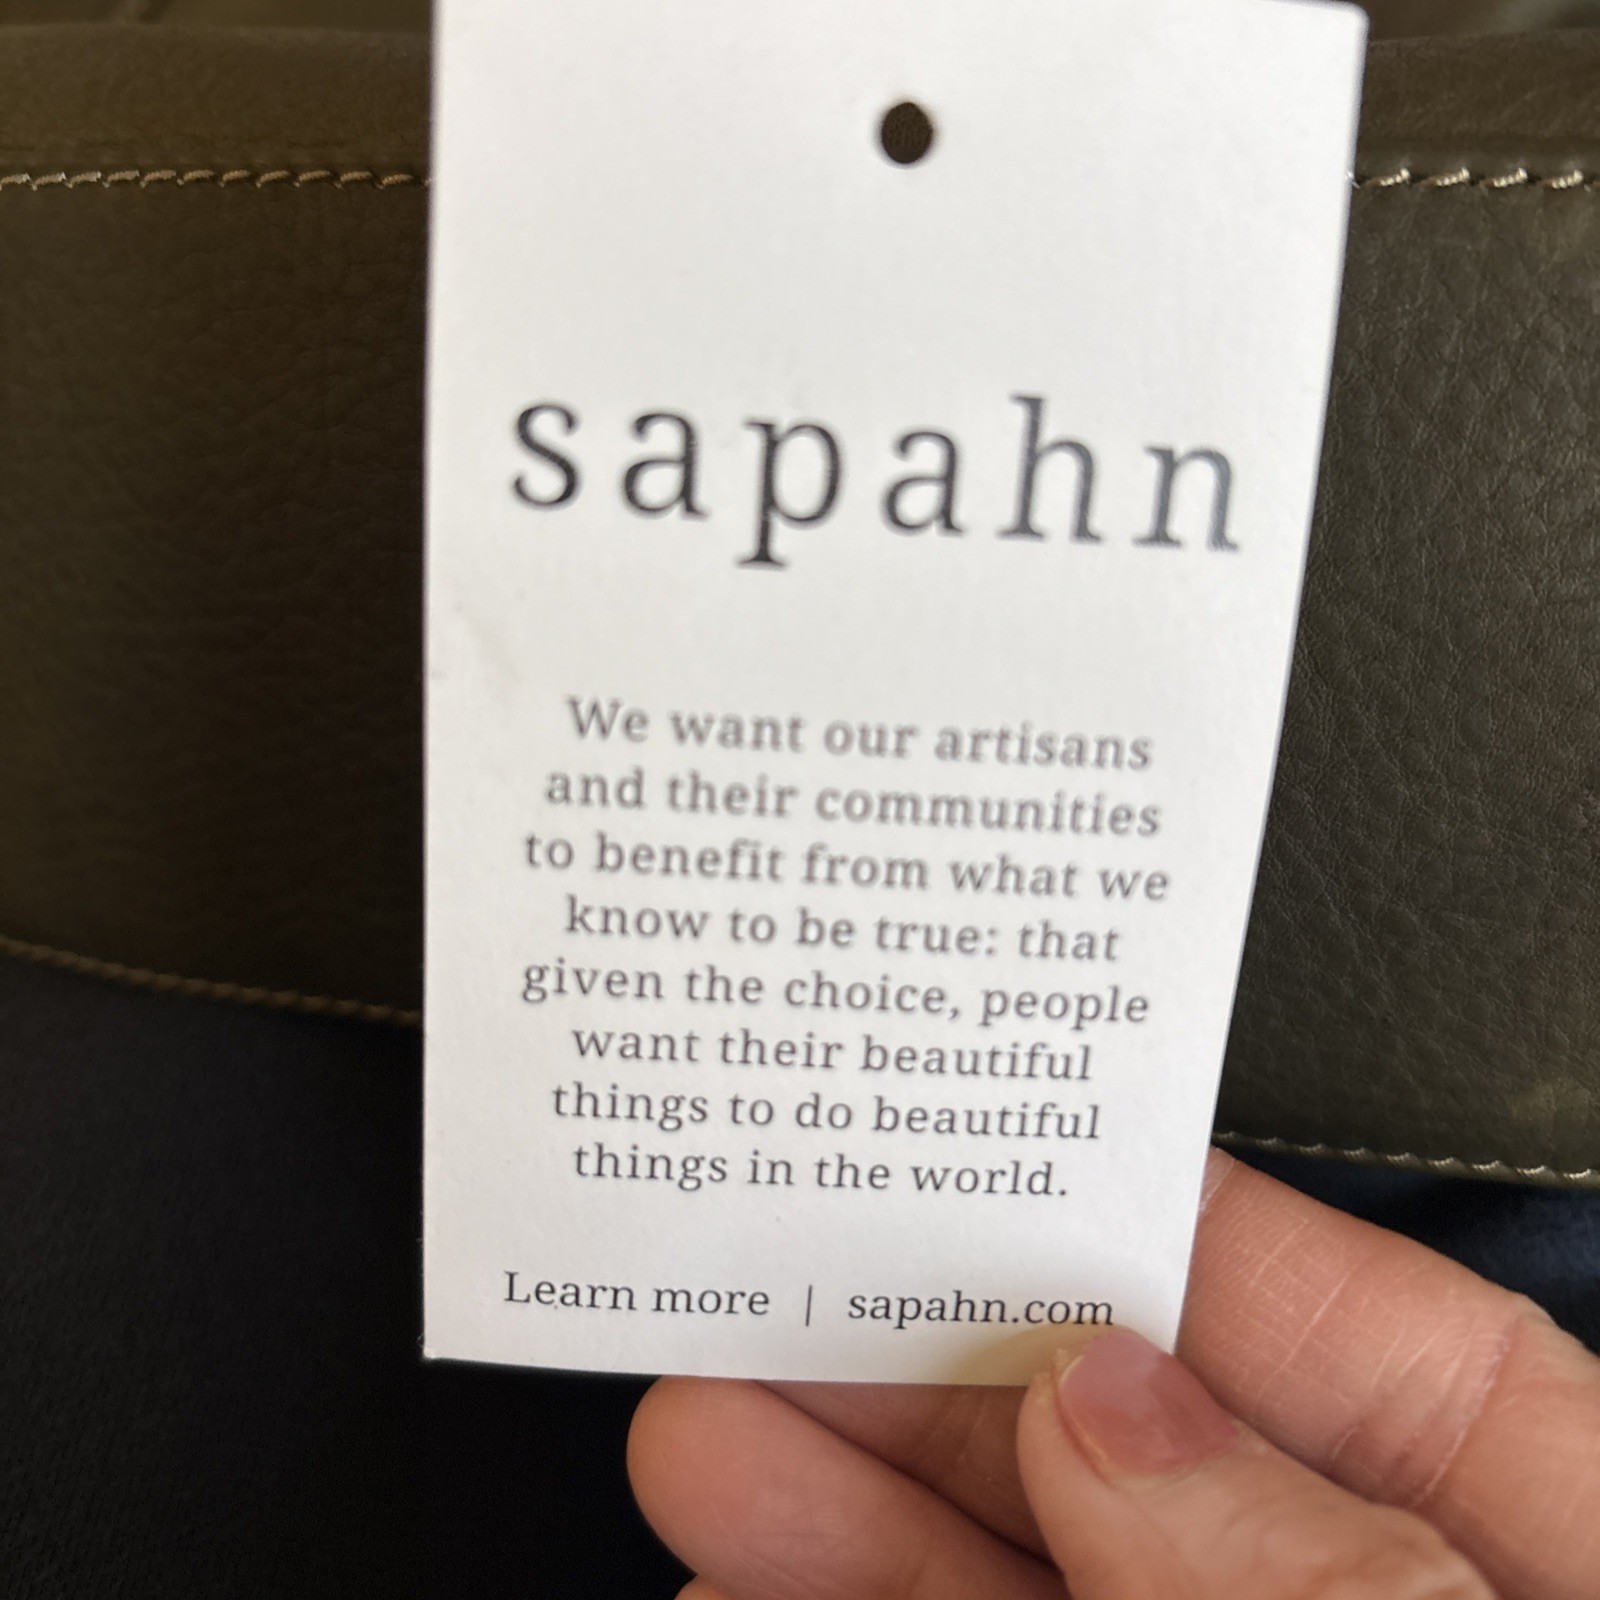 sapahn
We want our artisans
and their communities
to benefit from what we
know to be true: that
given the choice, people
want their beautiful
things to do beautiful
things in the world.
Learn more | sapahn.com